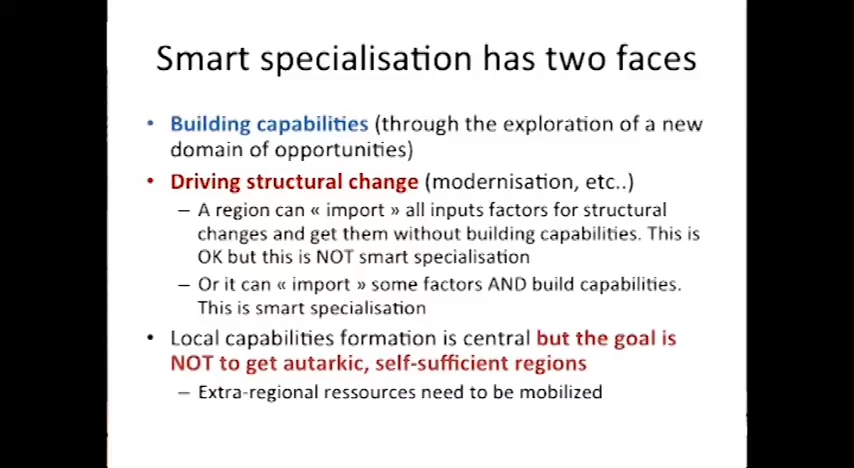 Smart specialisation has two faces
• Building capabilities (through the exploration of a new
domain of opportunities)
• Driving structural change (modernisation, etc..)
– A region can « import » all inputs factors for structural
changes and get them without building capabilities. This is
OK but this is NOT smart specialisation
– Or it can « import » some factors AND build capabilities.
This is smart specialisation
• Local capabilities formation is central but the goal is
NOT to get autarkic, self-sufficient regions
– Extra-regional ressources need to be mobilized